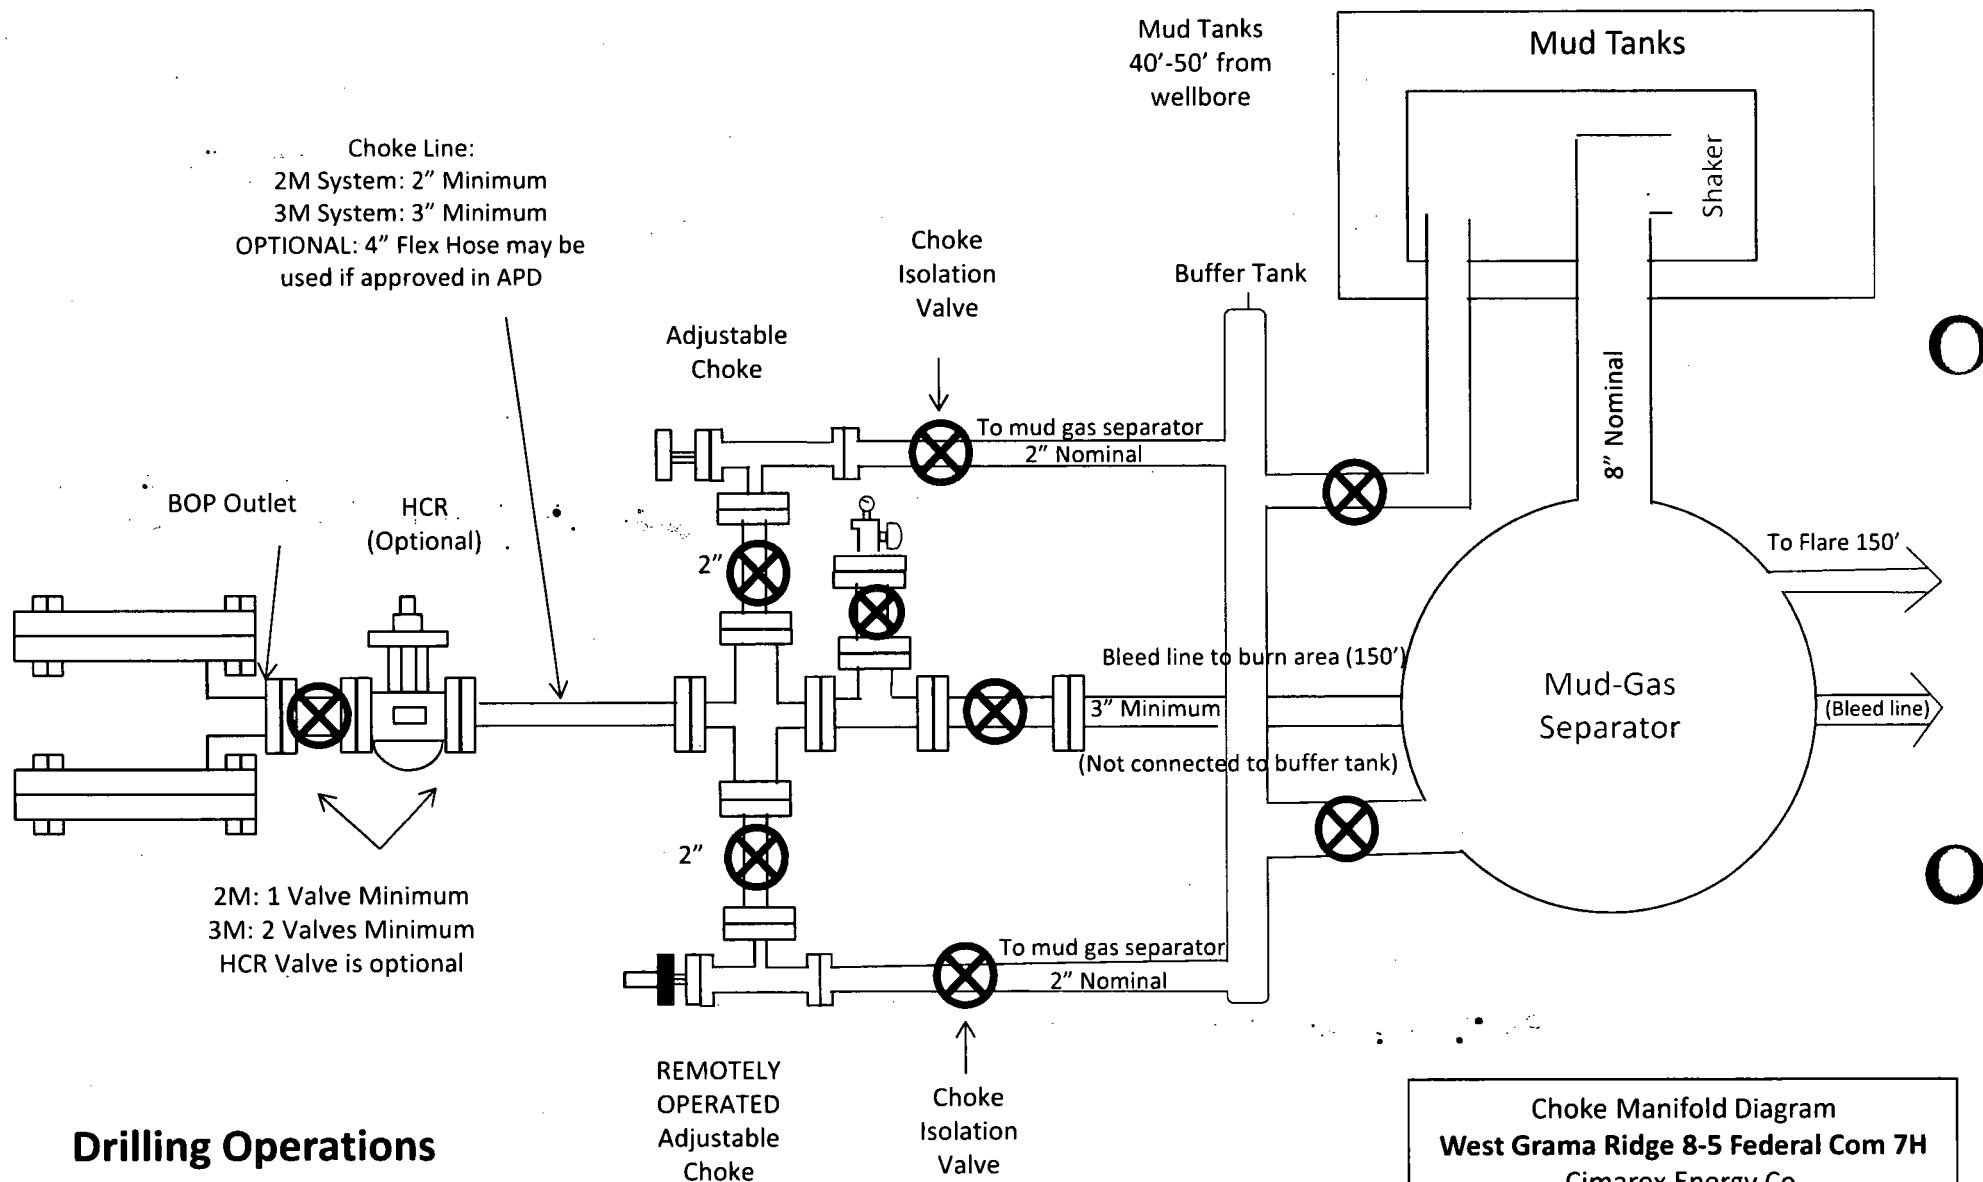 Mud Tanks
40'-50' from
wellbore
Mud Tanks
Shaker
Choke Line:
2M System: 2" Minimum
3M System: 3" Minimum
OPTIONAL: 4" Flex Hose may be
used if approved in APD
Choke
Isolation
Valve
Buffer Tank
Adjustable
Choke
8" Nominal
To mud gas separator
2" Nominal
BOP Outlet
HCR
(Optional)
2"
To Flare 150'
Bleed line to burn area (150')
3" Minimum
(Not connected to buffer tank)
Mud-Gas
Separator
(Bleed line)
2"
2M: 1 Valve Minimum
3M: 2 Valves Minimum
HCR Valve is optional
To mud gas separator
2" Nominal
REMOTELY
OPERATED
Adjustable
Choke
Choke
Isolation
Valve
Drilling Operations
Choke Manifold Diagram
West Grama Ridge 8-5 Federal Com 7H
Cimarex Energy Co.